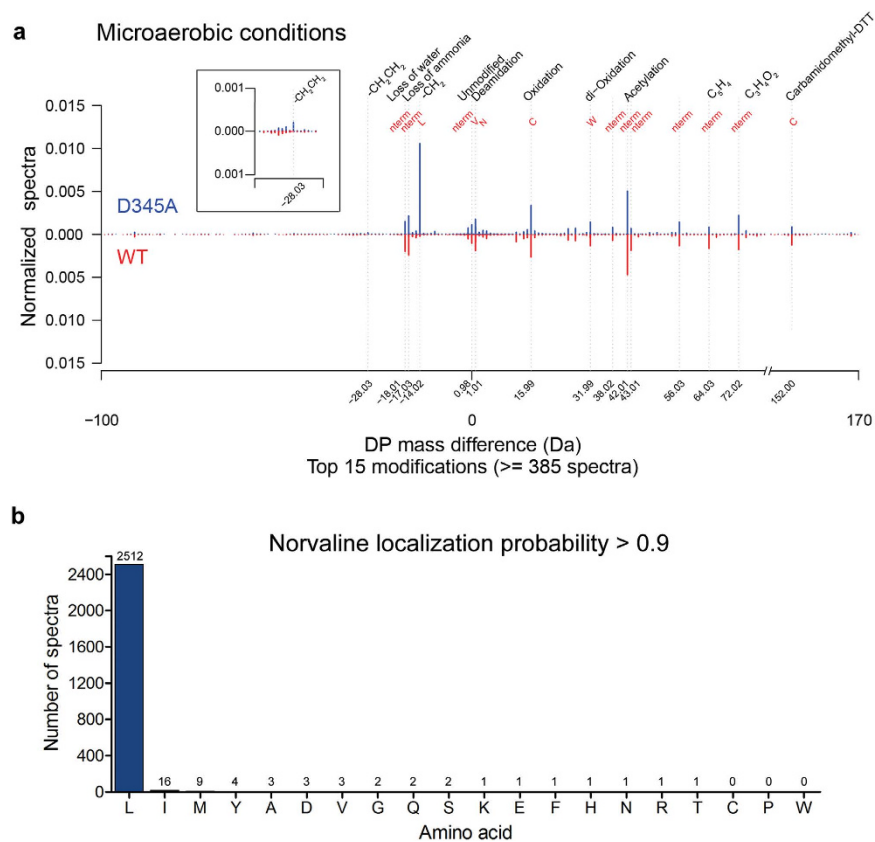 a
Microaerobic conditions
-CH₂CH₂
Loss of water
Loss of ammonia
-CH₂
Unmodified
Deamidation
Oxidation
di-Oxidation
Acetylation
C₅H₄
C₃H₄O₂
Carbamidomethyl-DTT
nterm
nterm
L
nterm
V
N
C
W
nterm
nterm
nterm
nterm
nterm
nterm
C
0.001
0.000
0.001
-CH₂CH₂
-28.03
0.015
0.010
0.005
0.000
0.005
0.010
0.015
Normalized spectra
D345A
WT
-28.03
-18.01
-17.03
-14.02
0.98
1.01
15.99
31.99
38.02
42.01
43.01
56.03
64.03
72.02
152.00
-100
0
170
DP mass difference (Da)
Top 15 modifications (>= 385 spectra)
b
Norvaline localization probability > 0.9
Number of spectra
2400
2000
1600
1200
800
400
0
2512 16 9 4 3 3 3 2 2 2 1 1 1 1 1 1 1 0 0 0
L I M Y A D V G Q S K E F H N R T C P W
Amino acid